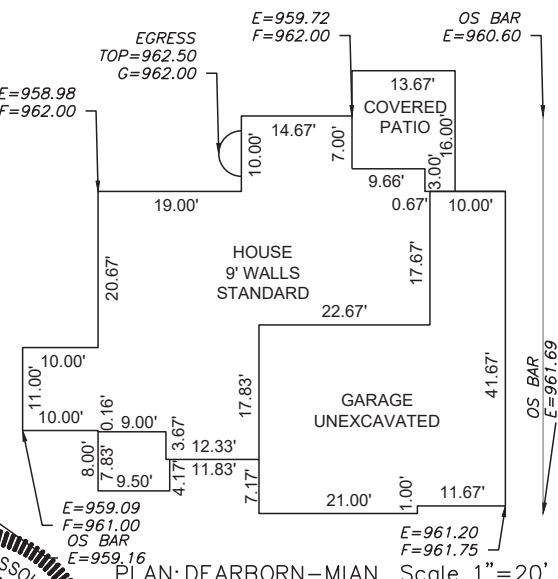 E=959.72
F=962.00
OS BAR
E=960.60
EGRESS
TOP=962.50
G=962.00
E=958.98
F=962.00
13.67'
COVERED
PATIO
16.00'
14.67'
7.00'
10.00'
9.66'
3.00'
19.00'
0.67'
10.00'
HOUSE
9' WALLS
STANDARD
20.67'
17.67'
22.67'
10.00'
11.00'
10.00'
0.16'
9.00'
3.67'
12.33'
17.83'
GARAGE
UNEXCAVATED
41.67'
OS BAR
E=961.69
8.00'
7.83'
9.50'
4.17'
11.83'
7.17'
21.00'
1.00'
11.67'
E=959.09
F=961.00
OS BAR
E=959.16
E=961.20
F=961.75
SSOU
PLAN: DEARBORN-MIAN Scale 1"=20'